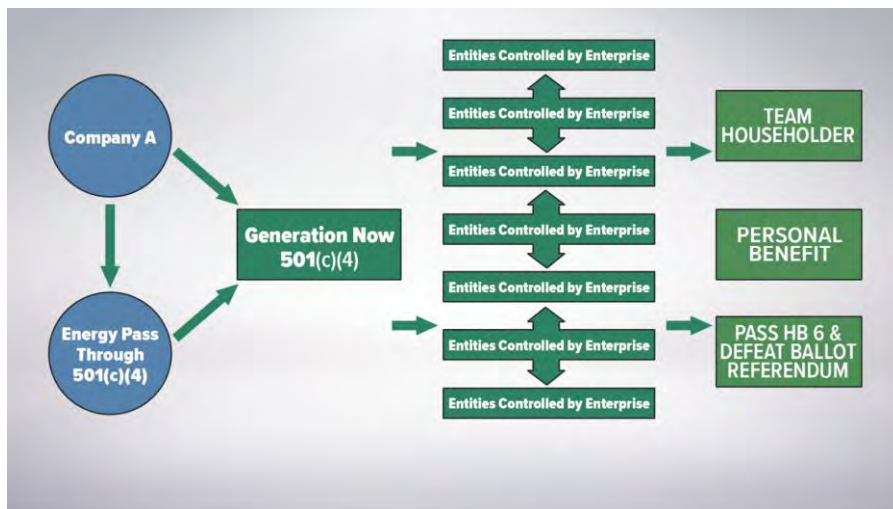 Company A
Energy Pass
Through
501(c)(4)
Generation Now
501(c)(4)
Entities Controlled by Enterprise
Entities Controlled by Enterprise
Entities Controlled by Enterprise
Entities Controlled by Enterprise
Entities Controlled by Enterprise
Entities Controlled by Enterprise
Entities Controlled by Enterprise
TEAM
HOUSEHOLDER
PERSONAL
BENEFIT
PASS HB 6 &
DEFEAT BALLOT
REFERENDUM